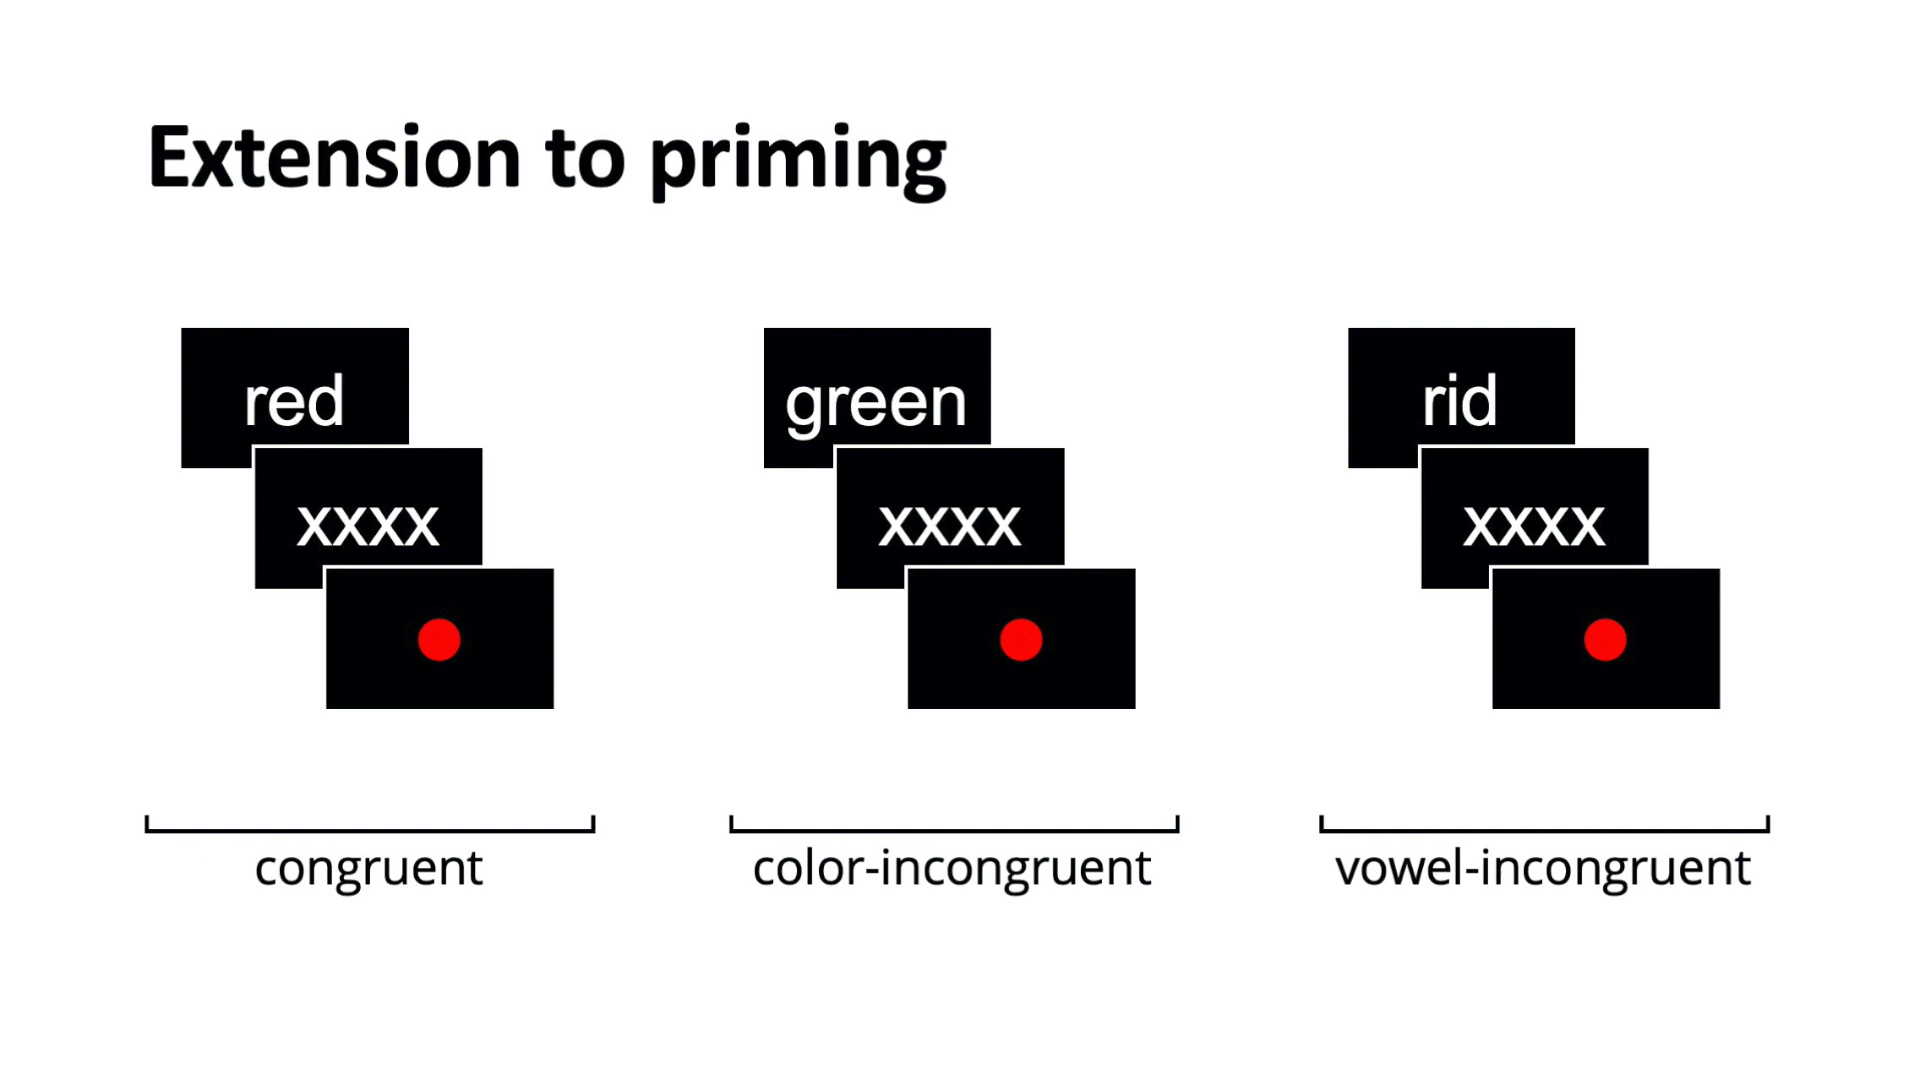 Extension to priming
red
xxxx
green
xxxx
rid
xxxx
congruent
color-incongruent
vowel-incongruent